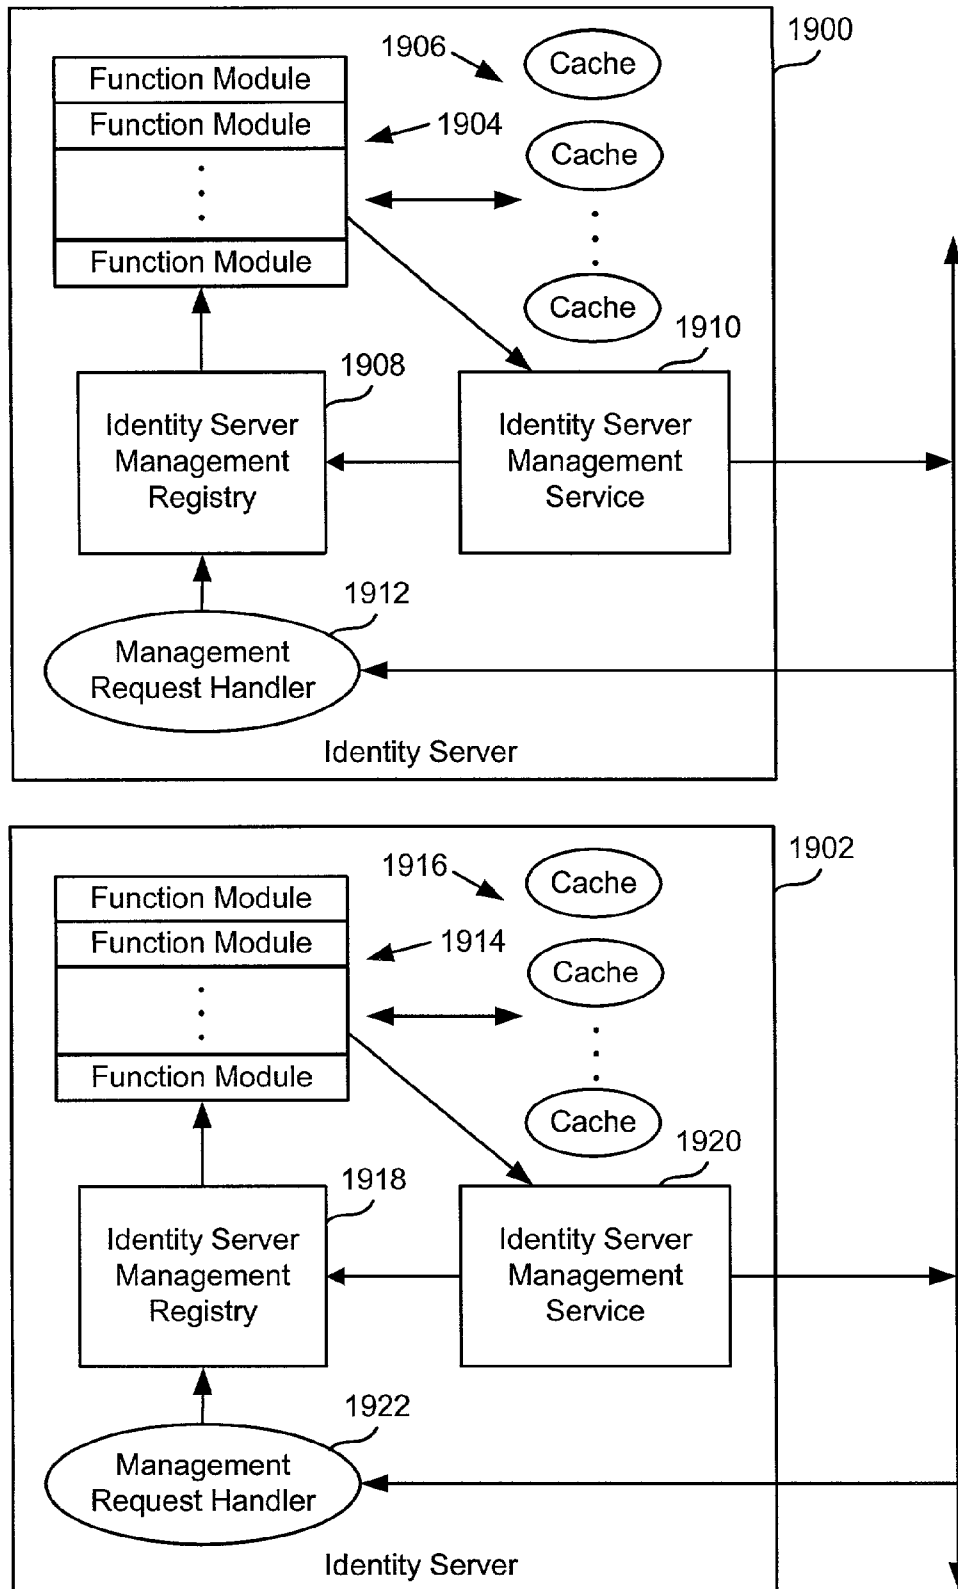 1900
1906
Cache
Function Module
Function Module
1904
Cache
Function Module
Cache
1910
1908
Identity Server
Management
Registry
Identity Server
Management
Service
1912
Management
Request Handler
Identity Server
1902
1916
Cache
Function Module
Function Module
1914
Cache
Function Module
Cache
1920
1918
Identity Server
Management
Registry
Identity Server
Management
Service
1922
Management
Request Handler
Identity Server